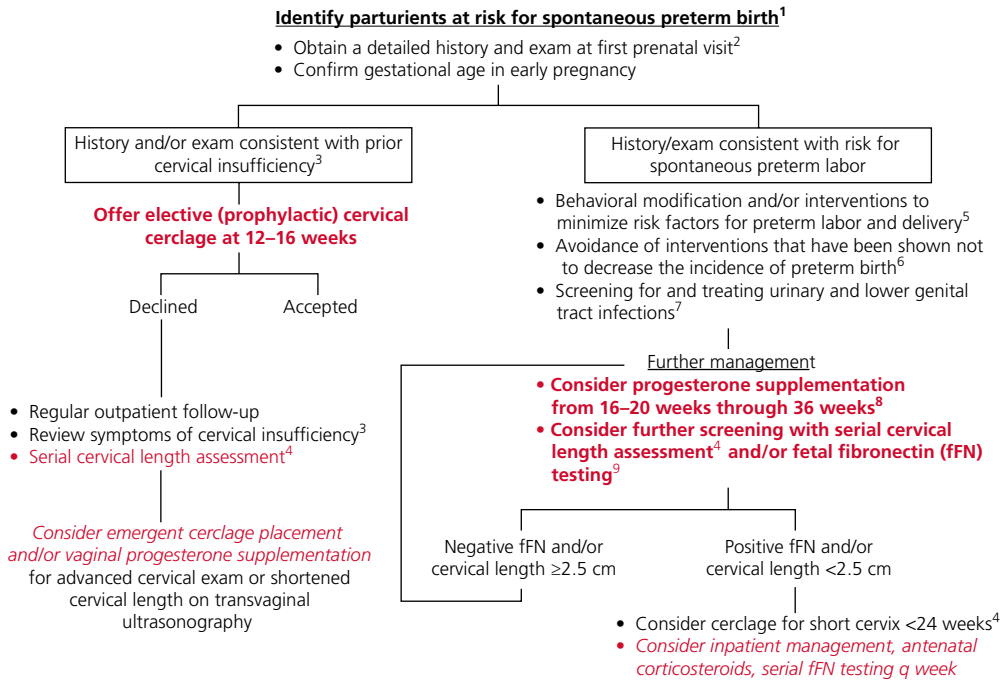 Identify parturients at risk for spontaneous preterm birth¹
• Obtain a detailed history and exam at first prenatal visit²
• Confirm gestational age in early pregnancy
History and/or exam consistent with prior
cervical insufficiency³
Offer elective (prophylactic) cervical
cerclage at 12–16 weeks
Declined
Accepted
• Regular outpatient follow-up
• Review symptoms of cervical insufficiency³
• Serial cervical length assessment⁴
Consider emergent cerclage placement
and/or vaginal progesterone supplementation
for advanced cervical exam or shortened
cervical length on transvaginal
ultrasonography
History/exam consistent with risk for
spontaneous preterm labor
• Behavioral modification and/or interventions to
minimize risk factors for preterm labor and delivery⁵
• Avoidance of interventions that have been shown not
to decrease the incidence of preterm birth⁶
• Screening for and treating urinary and lower genital
tract infections⁷
Further management
• Consider progesterone supplementation
from 16–20 weeks through 36 weeks⁸
• Consider further screening with serial cervical
length assessment⁴ and/or fetal fibronectin (fFN)
testing⁹
Negative fFN and/or
cervical length ≥2.5 cm
Positive fFN and/or
cervical length <2.5 cm
• Consider cerclage for short cervix <24 weeks⁴
• Consider inpatient management, antenatal
corticosteroids, serial fFN testing q week